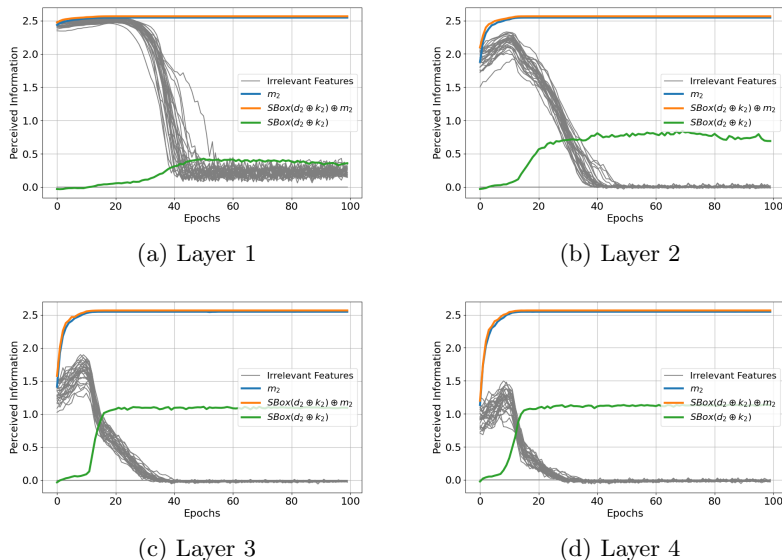 2.5
2.0
1.5
1.0
0.5
0.0
Perceived Information
Irrelevant Features
m₂
SBox(d₂ ⊕ k₂) ⊕ m₂
SBox(d₂ ⊕ k₂)
0 20 40 60 80 100
Epochs
(a) Layer 1
2.5
2.0
1.5
1.0
0.5
0.0
Perceived Information
Irrelevant Features
m₂
SBox(d₂ ⊕ k₂) ⊕ m₂
SBox(d₂ ⊕ k₂)
0 20 40 60 80 100
Epochs
(b) Layer 2
2.5
2.0
1.5
1.0
0.5
0.0
Perceived Information
Irrelevant Features
m₂
SBox(d₂ ⊕ k₂) ⊕ m₂
SBox(d₂ ⊕ k₂)
0 20 40 60 80 100
Epochs
(c) Layer 3
2.5
2.0
1.5
1.0
0.5
0.0
Perceived Information
Irrelevant Features
m₂
SBox(d₂ ⊕ k₂) ⊕ m₂
SBox(d₂ ⊕ k₂)
0 20 40 60 80 100
Epochs
(d) Layer 4